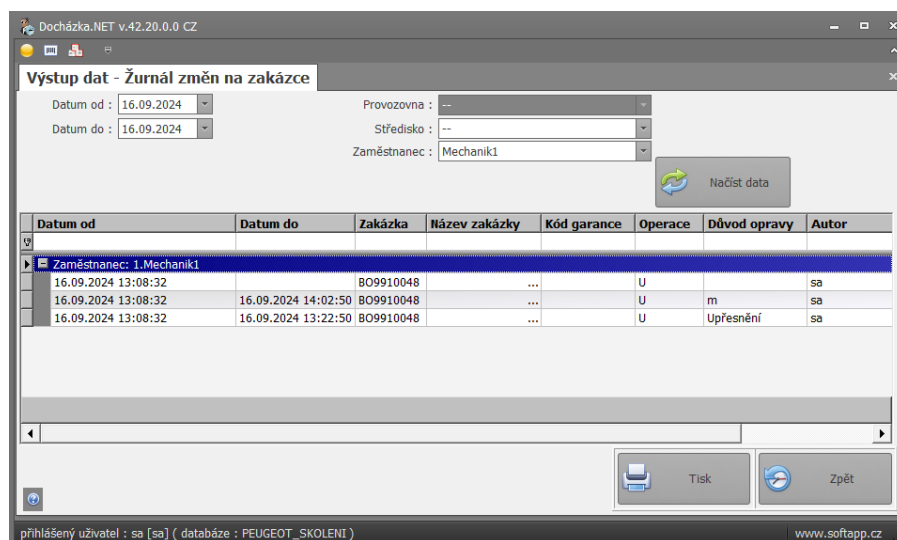 Docházka.NET v.42.20.0.0 CZ
Výstup dat - Žurnál změn na zakázce
Datum od : 16.09.2024 Provozovna : --
Datum do : 16.09.2024 Středisko : --
Zaměstnanec : Mechanik1
Načíst data
Datum od Datum do Zakázka Název zakázky Kód garance Operace Důvod opravy Autor
Zaměstnanec: 1.Mechanik1
16.09.2024 13:08:32 BO9910048 ... U sa
16.09.2024 13:08:32 16.09.2024 14:02:50 BO9910048 ... U m sa
16.09.2024 13:08:32 16.09.2024 13:22:50 BO9910048 ... U Upřesnění sa
Tisk Zpět
přihlášený uživatel : sa [sa] ( databáze : PEUGEOT_SKOLENI ) www.softapp.cz